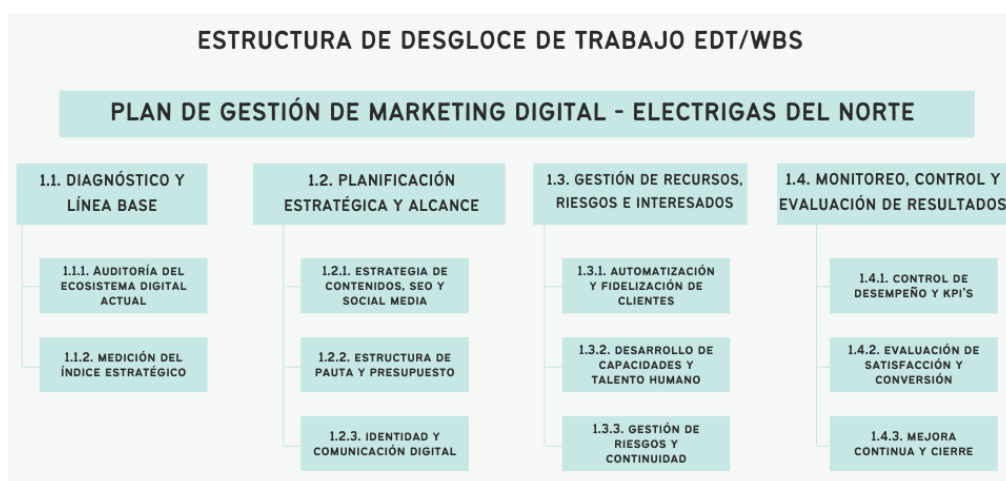 ESTRUCTURA DE DESGLOCE DE TRABAJO EDT/WBS
PLAN DE GESTIÓN DE MARKETING DIGITAL - ELECTRIGAS DEL NORTE
1.1. DIAGNÓSTICO Y
LÍNEA BASE
1.1.1. AUDITORÍA DEL
ECOSISTEMA DIGITAL
ACTUAL
1.1.2. MEDICIÓN DEL
ÍNDICE ESTRATÉGICO
1.2. PLANIFICACIÓN
ESTRATÉGICA Y ALCANCE
1.2.1. ESTRATEGIA DE
CONTENIDOS, SEO Y
SOCIAL MEDIA
1.2.2. ESTRUCTURA DE
PAUTA Y PRESUPUESTO
1.2.3. IDENTIDAD Y
COMUNICACIÓN DIGITAL
1.3. GESTIÓN DE RECURSOS,
RIESGOS E INTERESADOS
1.3.1. AUTOMATIZACIÓN
Y FIDELIZACIÓN DE
CLIENTES
1.3.2. DESARROLLO DE
CAPACIDADES Y
TALENTO HUMANO
1.3.3. GESTIÓN DE
RIESGOS Y
CONTINUIDAD
1.4. MONITOREO, CONTROL Y
EVALUACIÓN DE RESULTADOS
1.4.1. CONTROL DE
DESEMPEÑO Y KPI'S
1.4.2. EVALUACIÓN DE
SATISFACCIÓN Y
CONVERSIÓN
1.4.3. MEJORA
CONTINUA Y CIERRE